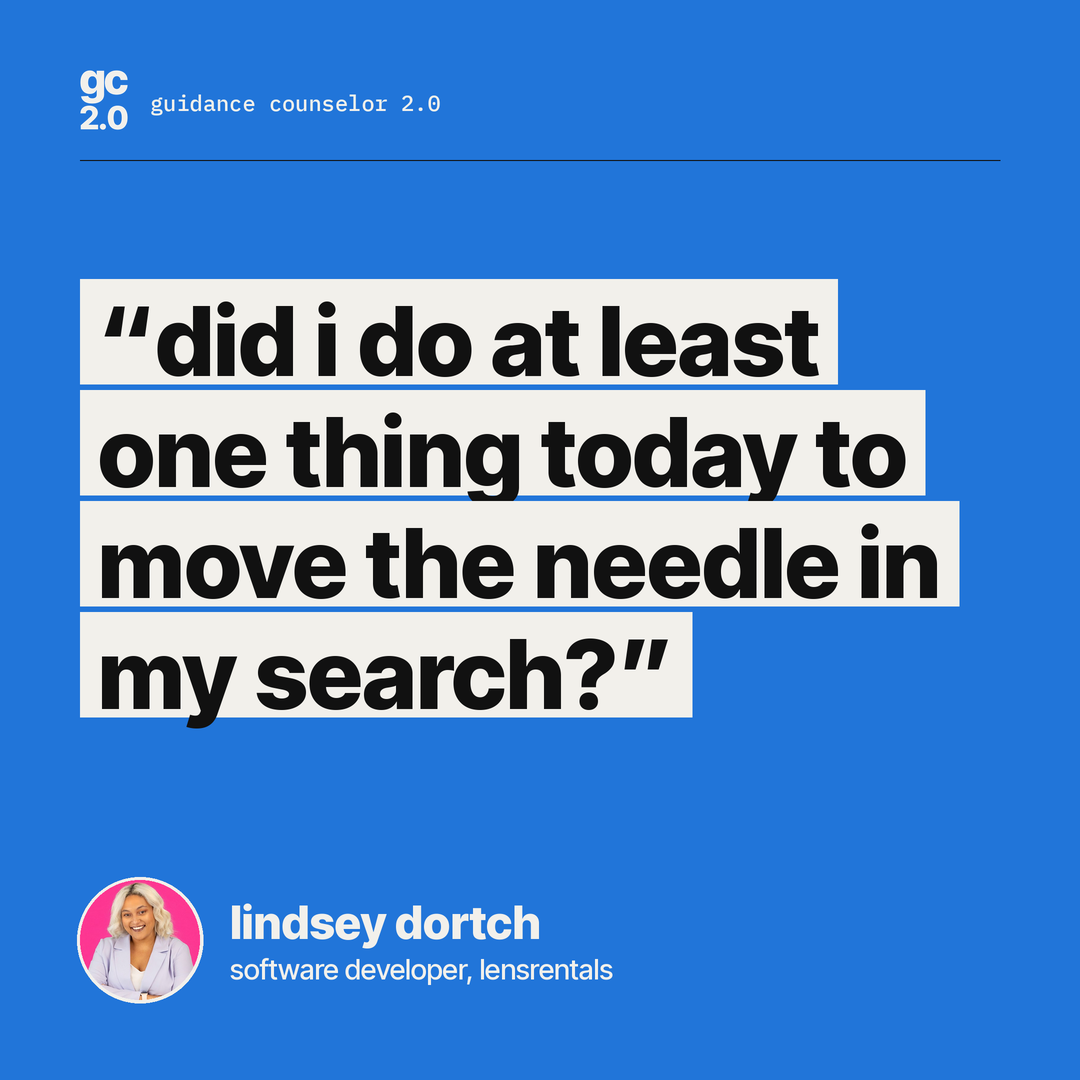 gc
2.0
guidance counselor 2.0
“did i do at least
one thing today to
move the needle in
my search?”
lindsey dortch
software developer, lensrentals